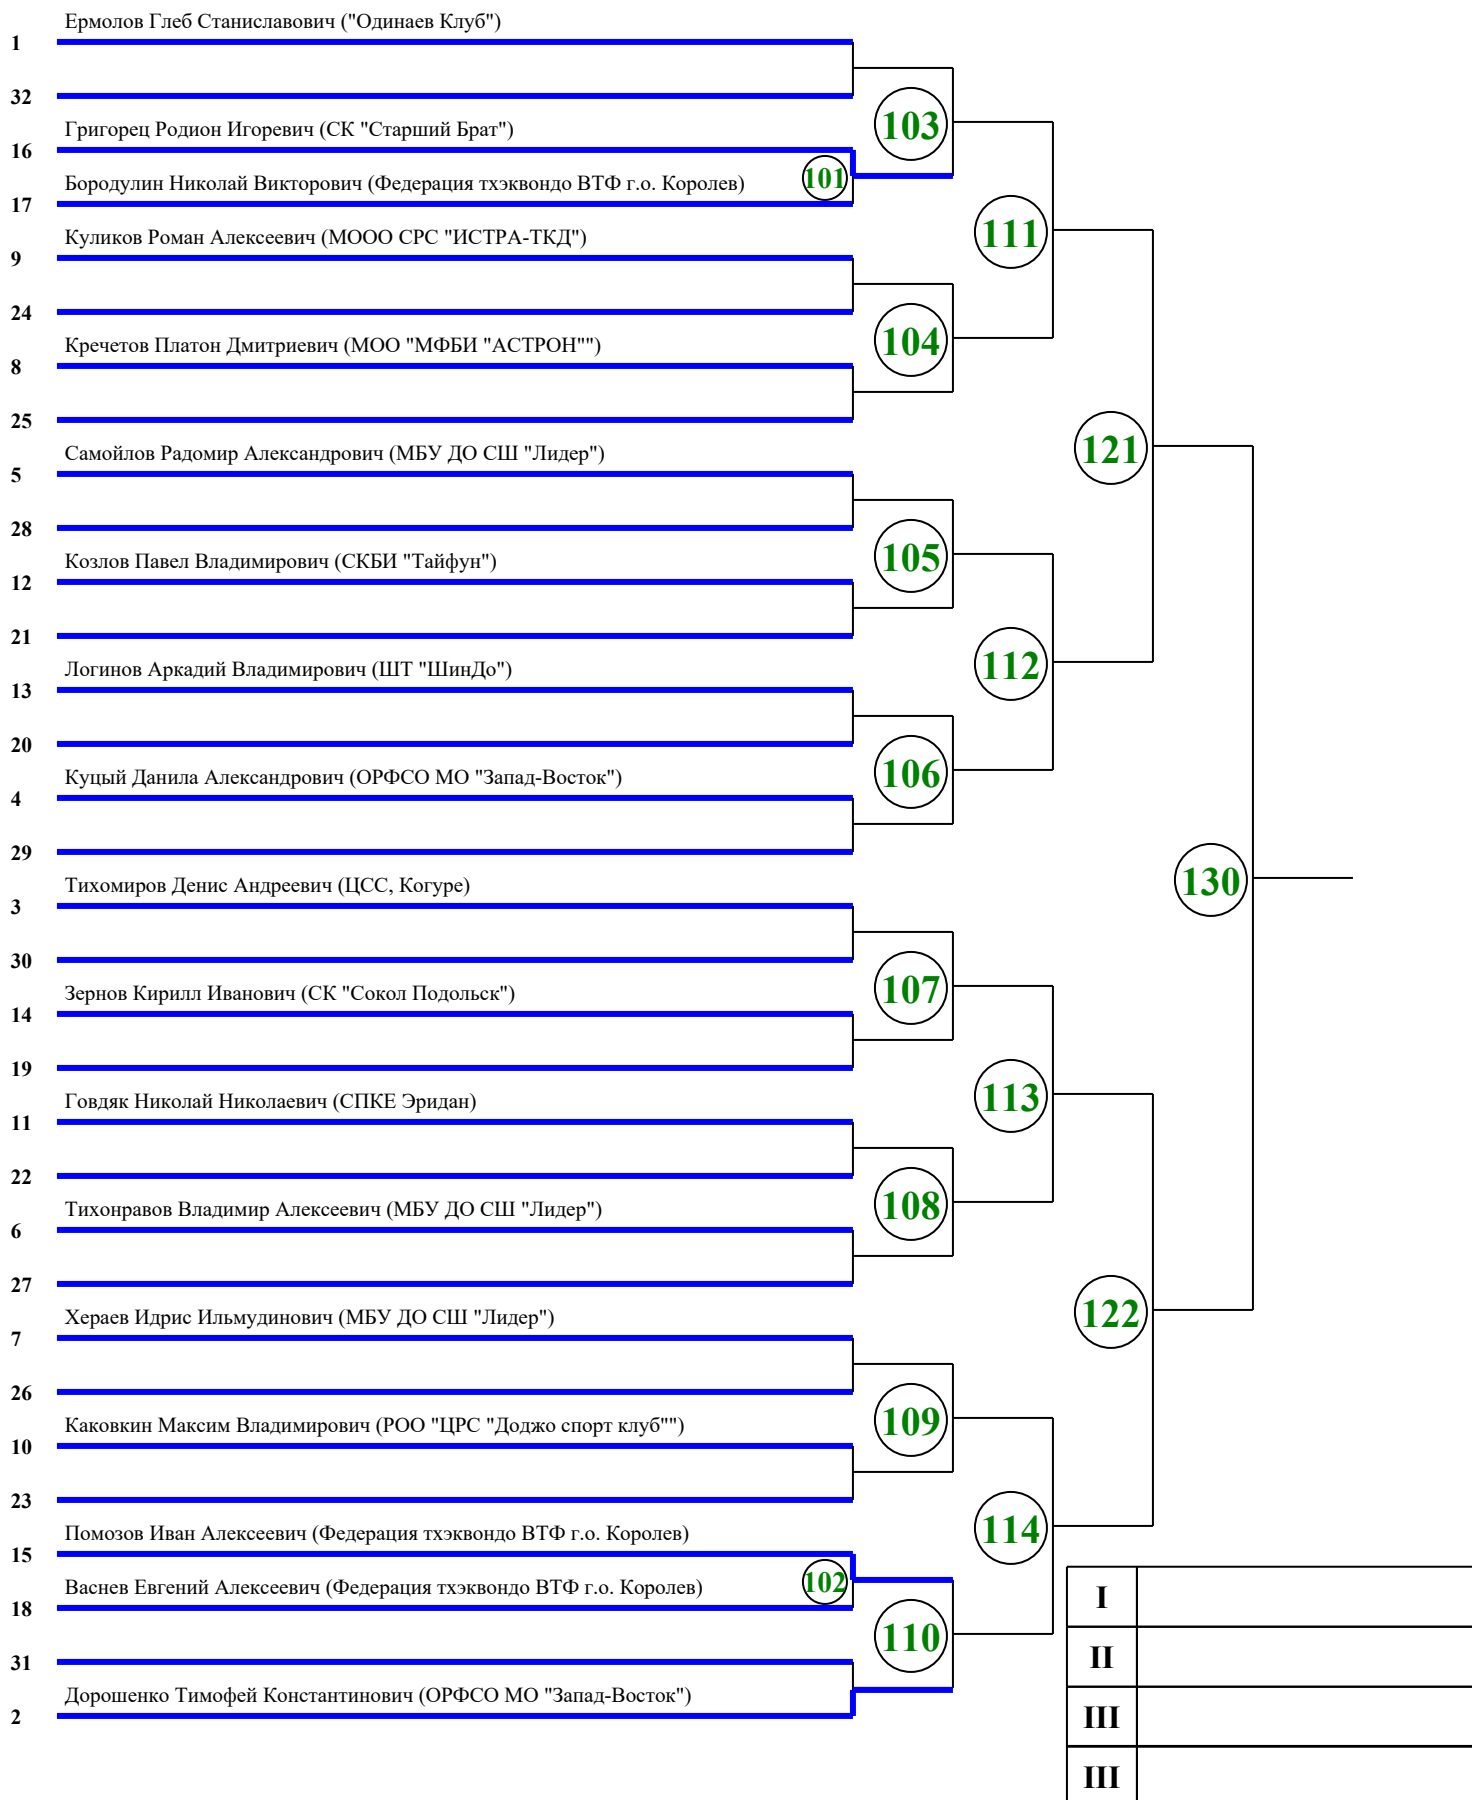 Ермолов Глеб Станиславович ("Одинаев Клуб")
1
32
103
Григорец Родион Игоревич (СК "Старший Брат")
16
101
Бородулин Николай Викторович (Федерация тхэквондо ВТФ г.о. Королев)
17
111
Куликов Роман Алексеевич (МООО СРС "ИСТРА-ТКД")
9
24
104
Кречетов Платон Дмитриевич (МОО "МФБИ "АСТРОН"")
8
25
121
Самойлов Радомир Александрович (МБУ ДО СШ "Лидер")
5
28
105
Козлов Павел Владимирович (СКБИ "Тайфун")
12
21
112
Логинов Аркадий Владимирович (ШТ "ШинДо")
13
20
106
Куцый Данила Александрович (ОРФСО МО "Запад-Восток")
4
29
130
Тихомиров Денис Андреевич (ЦСС, Когуре)
3
30
107
Зернов Кирилл Иванович (СК "Сокол Подольск")
14
19
113
Говдяк Николай Николаевич (СПКЕ Эридан)
11
22
108
Тихонравов Владимир Алексеевич (МБУ ДО СШ "Лидер")
6
27
122
Хераев Идрис Ильмудинович (МБУ ДО СШ "Лидер")
7
26
109
Каковкин Максим Владимирович (РОО "ЦРС "Доджо спорт клуб"")
10
23
114
Помозов Иван Алексеевич (Федерация тхэквондо ВТФ г.о. Королев)
15
102
Васнев Евгений Алексеевич (Федерация тхэквондо ВТФ г.о. Королев)
18
110
31
Дорошенко Тимофей Константинович (ОРФСО МО "Запад-Восток")
2
I
II
III
III